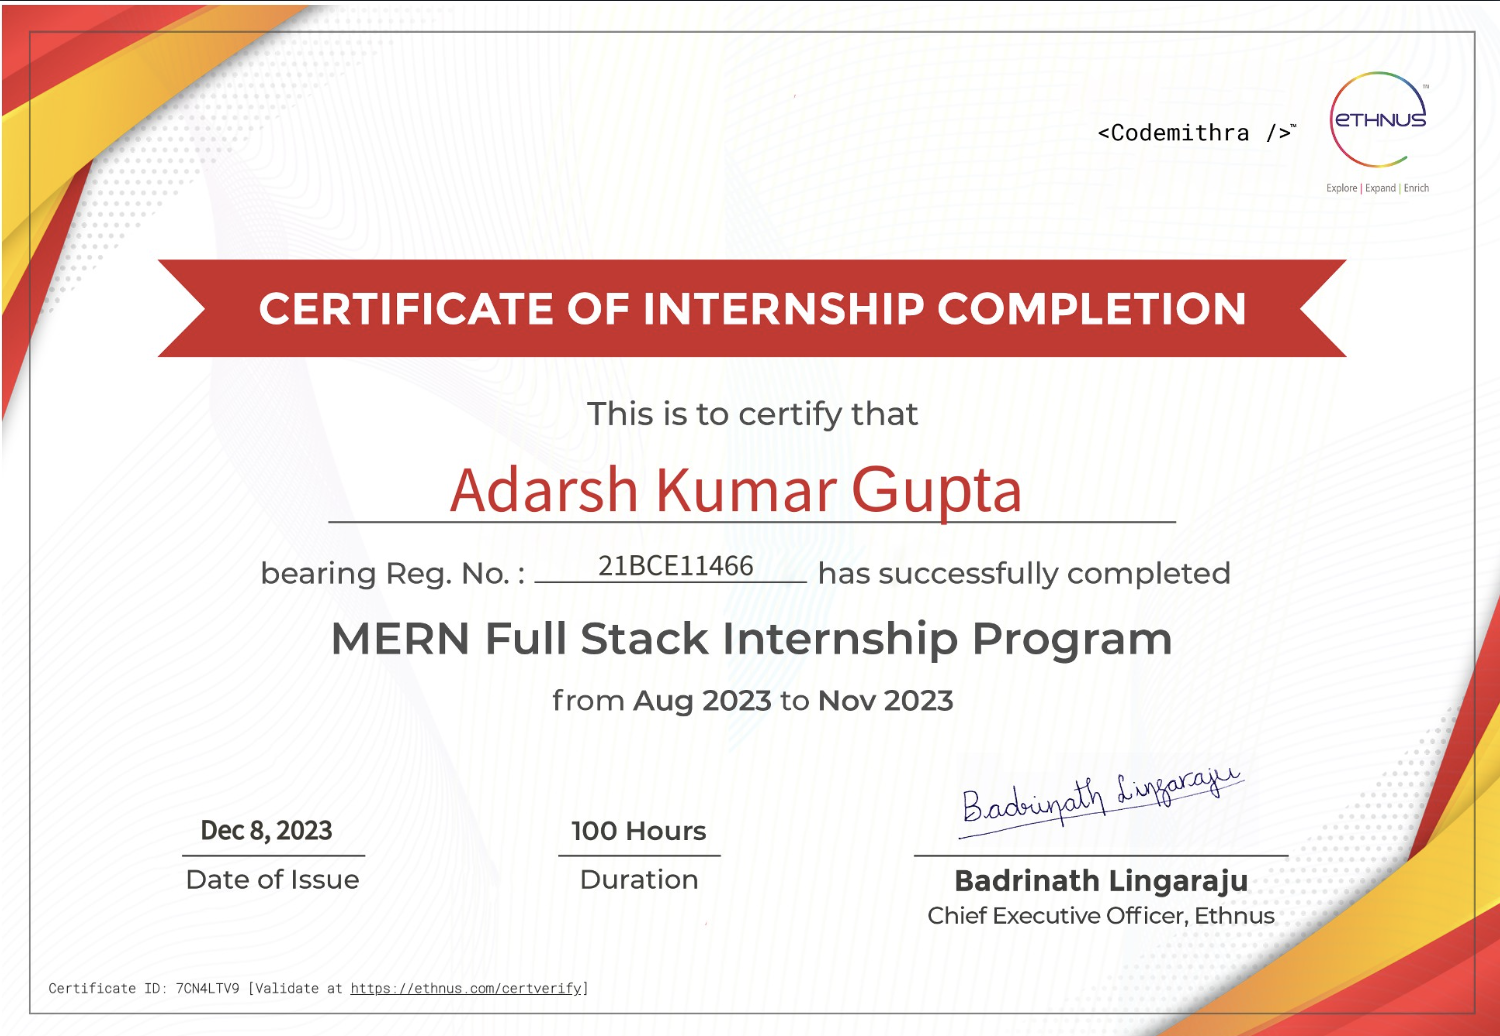 <Codemithra />™
eTHNUS™
Explore | Expand | Enrich
CERTIFICATE OF INTERNSHIP COMPLETION
This is to certify that
Adarsh Kumar Gupta
bearing Reg. No. : 21BCE11466 has successfully completed
MERN Full Stack Internship Program
from Aug 2023 to Nov 2023
Badrinath Lingaraju
Dec 8, 2023
Date of Issue
100 Hours
Duration
Badrinath Lingaraju
Chief Executive Officer, Ethnus
Certificate ID: 7CN4LTV9 [Validate at https://ethnus.com/certverify]